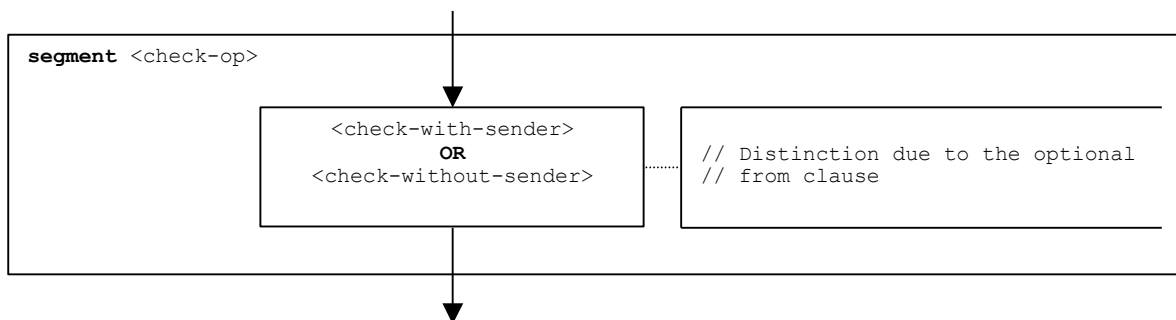 segment <check-op>
<check-with-sender>
OR
<check-without-sender>
// Distinction due to the optional
// from clause